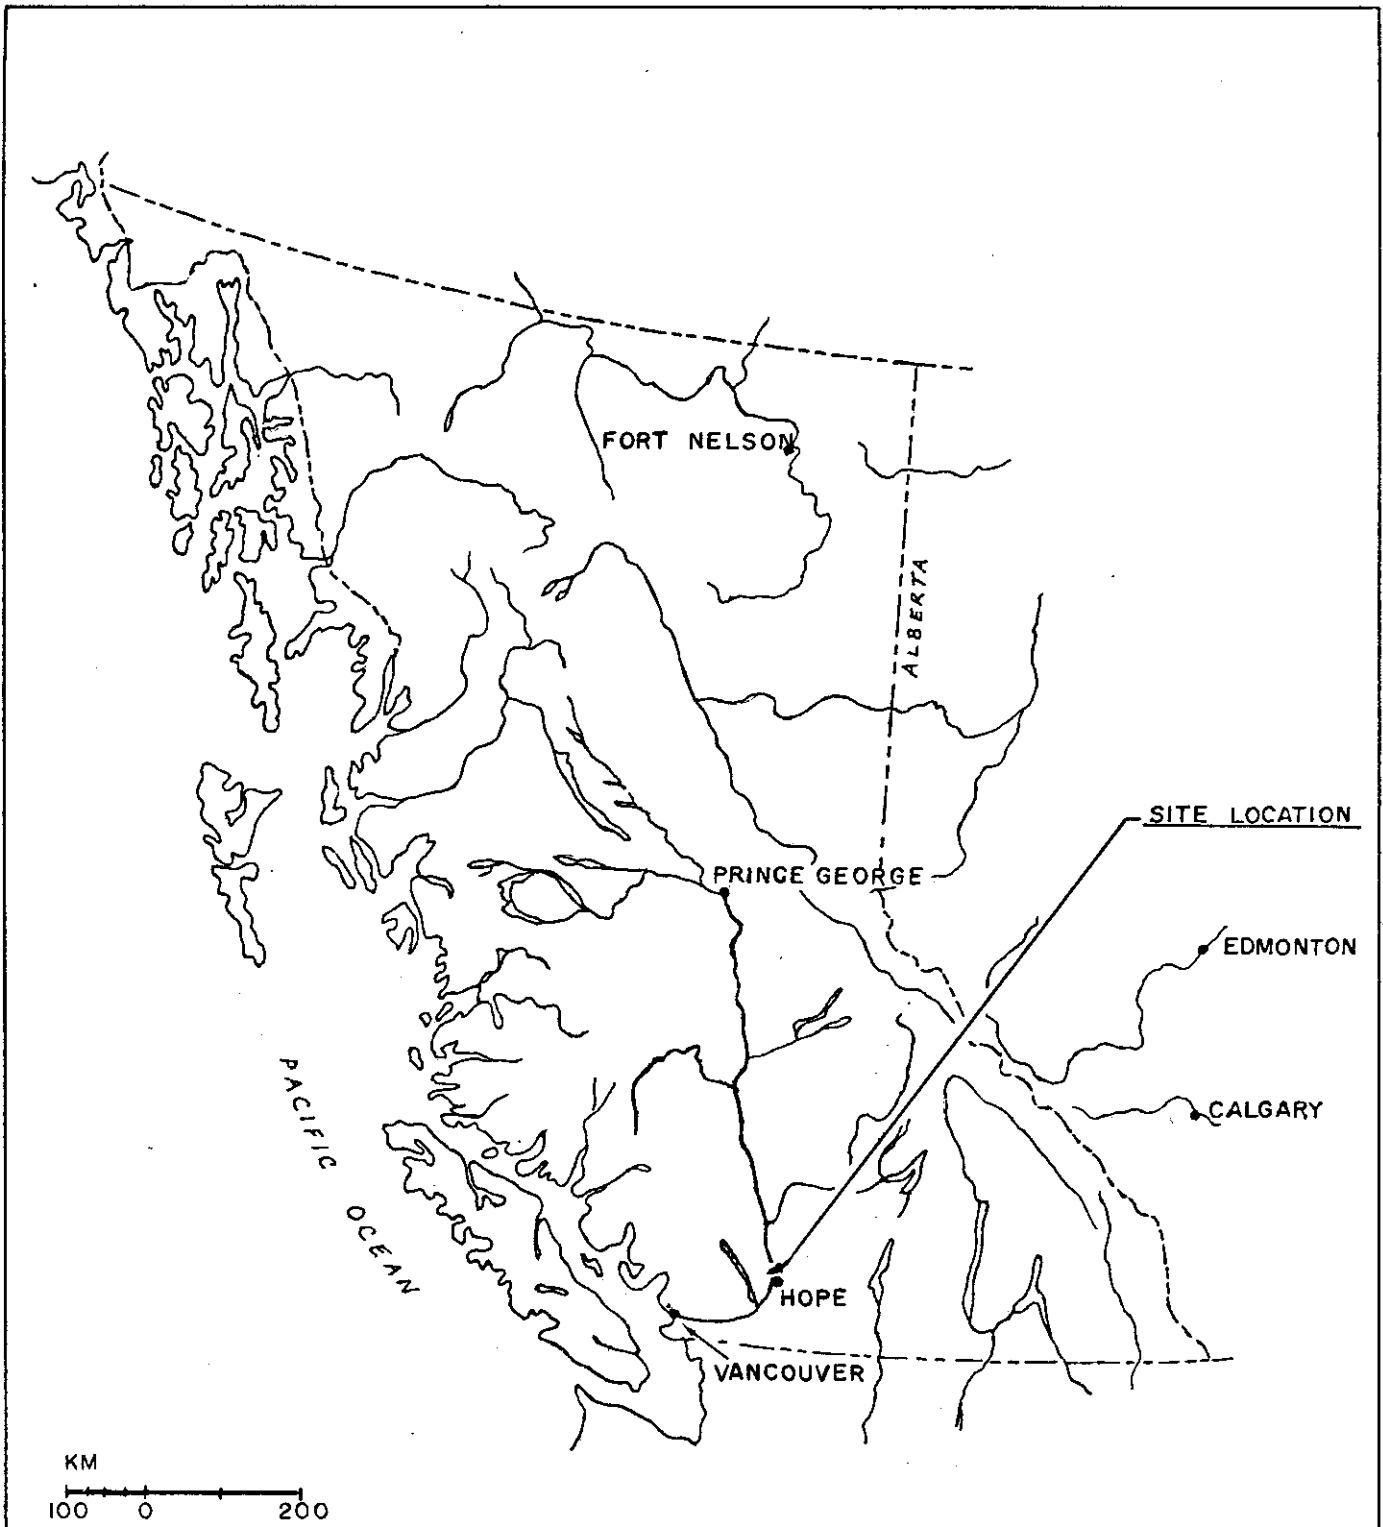 FORT NELSON
ALBERTA
SITE LOCATION
PRINCE GEORGE
EDMONTON
CALGARY
PACIFIC OCEAN
HOPE
VANCOUVER
KM
100 0 200